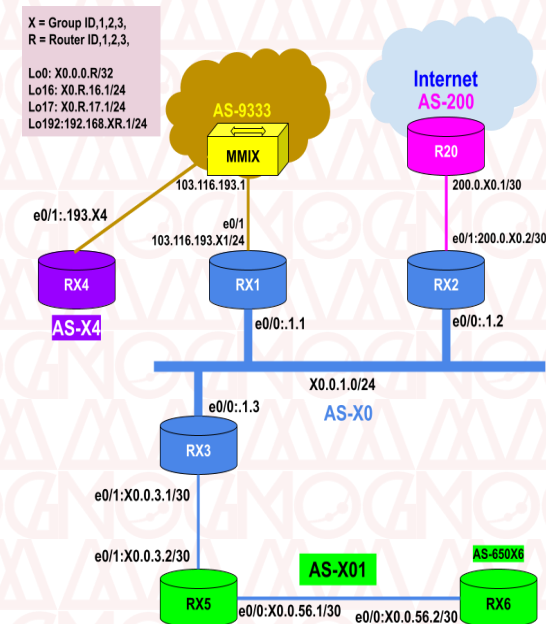 X = Group ID,1,2,3,
R = Router ID,1,2,3,
Lo0: X0.0.0.R/32
Lo16: X0.R.16.1/24
Lo17: X0.R.17.1/24
Lo192:192.168.XR.1/24
AS-9333
MMIX
103.116.193.1
Internet
AS-200
R20
200.0.X0.1/30
e0/1:.193.X4
e0/1
103.116.193.X1/24
e0/1:200.0.X0.2/30
RX4
AS-X4
RX1
RX2
e0/0:.1.1
e0/0:.1.2
X0.0.1.0/24
AS-X0
e0/0:.1.3
RX3
e0/1:X0.0.3.1/30
e0/1:X0.0.3.2/30
AS-X01
AS-650X6
RX5
e0/0:X0.0.56.1/30
e0/0:X0.0.56.2/30
RX6